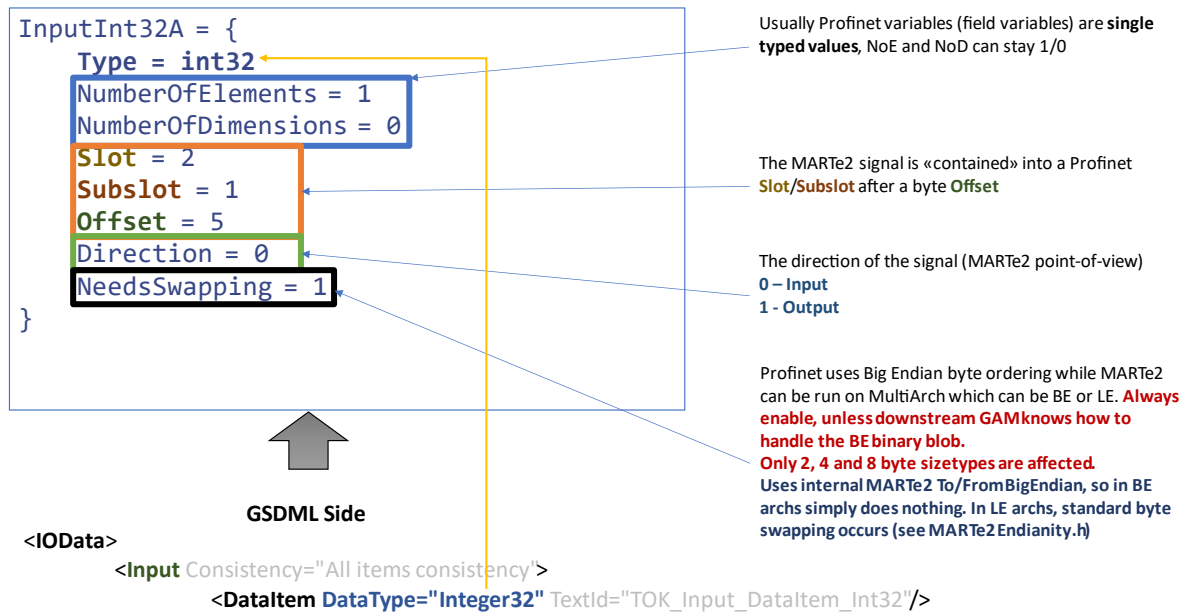 InputInt32A = {
Type = int32
NumberOfElements = 1
NumberOfDimensions = 0
Slot = 2
Subslot = 1
Offset = 5
Direction = 0
NeedsSwapping = 1
}
Usually Profinet variables (field variables) are single
typed values, NoE and NoD can stay 1/0
The MARTe2 signal is «contained» into a Profinet
Slot/Subslot after a byte Offset
The direction of the signal (MARTe2 point-of-view)
0 – Input
1 - Output
Profinet uses Big Endian byte ordering while MARTe2
can be run on MultiArch which can be BE or LE. Always
enable, unless downstream GAM knows how to
handle the BE binary blob.
Only 2, 4 and 8 byte sizetypes are affected.
Uses internal MARTe2 To/FromBigEndian, so in BE
archs simply does nothing. In LE archs, standard byte
swapping occurs (see MARTe2 Endianity.h)
GSDML Side
<IOData>
<Input Consistency="All items consistency">
<DataItem DataType="Integer32" TextId="TOK_Input_DataItem_Int32"/>